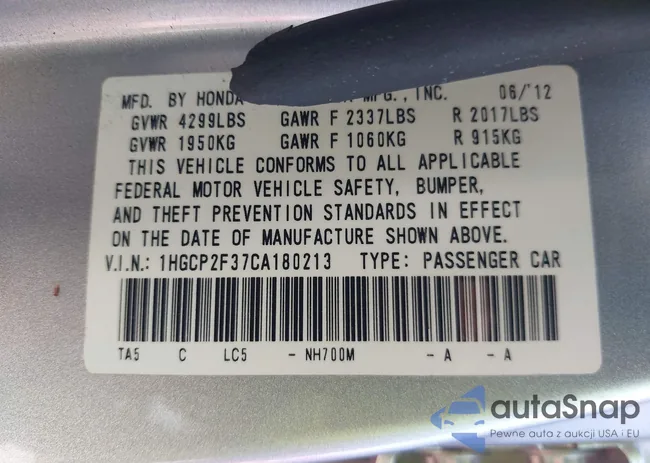 MFD. BY HONDA MFG., INC. 06/'12
GVWR 4299LBS GAWR F 2337LBS R 2017LBS
GVWR 1950KG GAWR F 1060KG R 915KG
THIS VEHICLE CONFORMS TO ALL APPLICABLE
FEDERAL MOTOR VEHICLE SAFETY, BUMPER,
AND THEFT PREVENTION STANDARDS IN EFFECT
ON THE DATE OF MANUFACTURE SHOWN ABOVE.
V.I.N.: 1HGCP2F37CA180213 TYPE: PASSENGER CAR
TA5 C LC5 - NH700M - A - A
autaSnap
Pewne auta z aukcji USA i EU